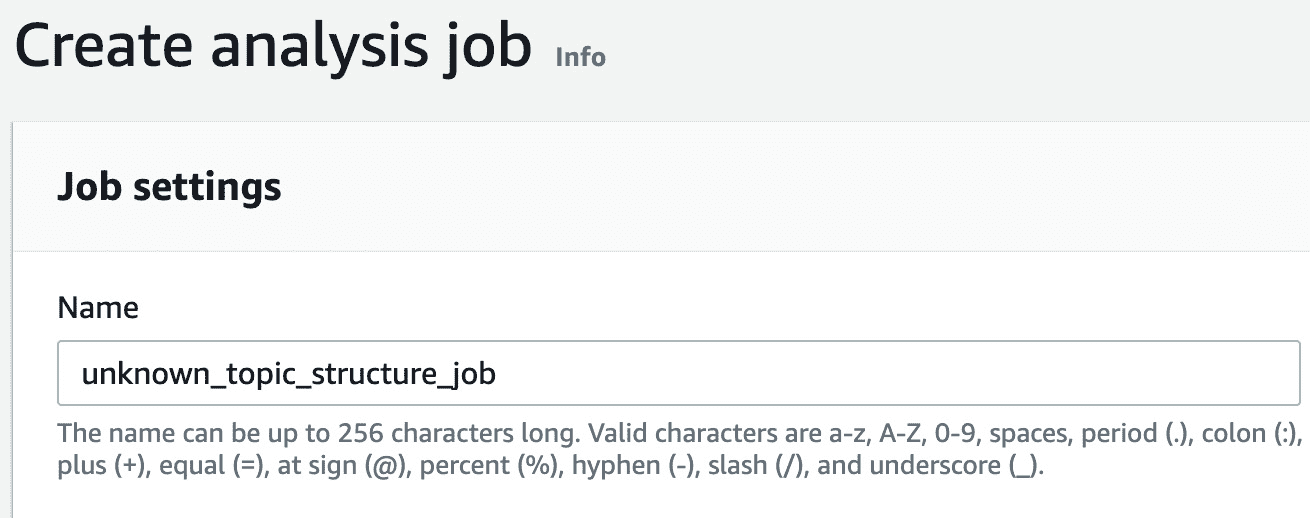 Create analysis job Info
Job settings
Name
unknown_topic_structure_job
The name can be up to 256 characters long. Valid characters are a-z, A-Z, 0-9, spaces, period (.), colon (:),
plus (+), equal (=), at sign (@), percent (%), hyphen (-), slash (/), and underscore (_).